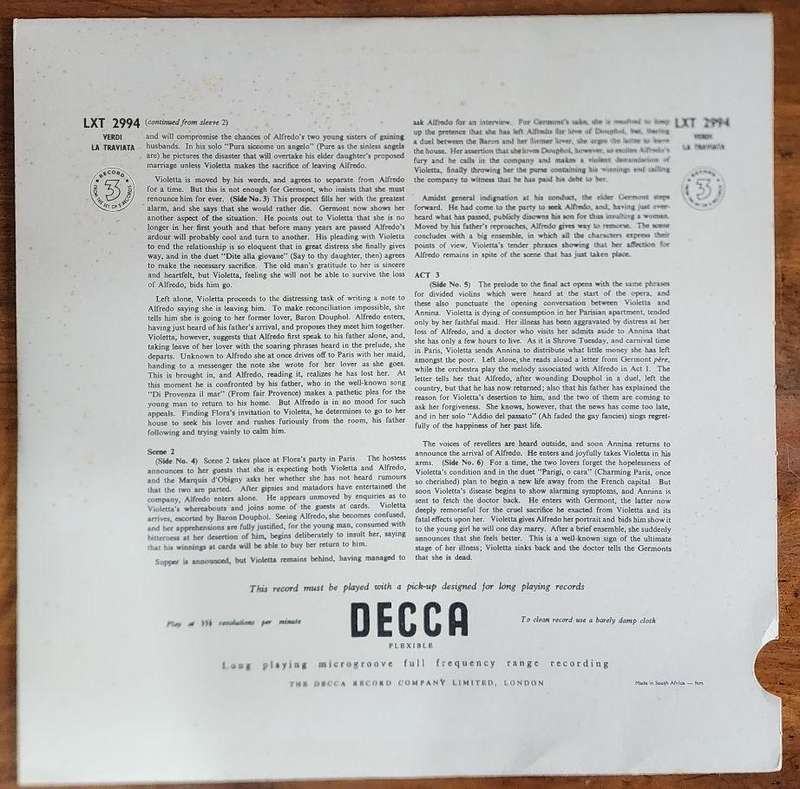 LXT 2994
VERDI
LA TRAVIATA
RECORD 3 FROM THE SET OF 3 RECORDS
(continued from sleeve 2)
and will compromise the chances of Alfredo's two young sisters of gaining
husbands. In his solo "Pura siccome un angelo" (Pure as the sinless angels
are) he pictures the disaster that will overtake his elder daughter's proposed
marriage unless Violetta makes the sacrifice of leaving Alfredo.
Violetta is moved by his words, and agrees to separate from Alfredo
for a time. But this is not enough for Germont, who insists that she must
renounce him for ever. (Side No. 3) This prospect fills her with the greatest
alarm, and she says that she would rather die. Germont now shows her
another aspect of the situation. He points out to Violetta that she is no
longer in her first youth and that before many years are passed Alfredo's
ardour will probably cool and turn to another. His pleading with Violetta
to end the relationship is so eloquent that in great distress she finally gives
way, and in the duet "Dite alla giovane" (Say to thy daughter, then) agrees
to make the necessary sacrifice. The old man's gratitude to her is sincere
and heartfelt, but Violetta, feeling she will not be able to survive the loss
of Alfredo, bids him go.
Left alone, Violetta proceeds to the distressing task of writing a note to
Alfredo saying she is leaving him. To make reconciliation impossible, she
tells him she is going to her former lover, Baron Douphol. Alfredo enters,
having just heard of his father's arrival, and proposes they meet him together.
Violetta, however, suggests that Alfredo first speak to his father alone, and,
taking leave of her lover with the soaring phrases heard in the prelude, she
departs. Unknown to Alfredo she at once drives off to Paris with her maid,
handing to a messenger the note she wrote for her lover as she goes.
This is brought in, and Alfredo, reading it, realizes he has lost her. At
this moment he is confronted by his father, who in the well-known song
"Di Provenza il mar" (From fair Provence) makes a pathetic plea for the
young man to return to his home. But Alfredo is in no mood for such
appeals. Finding Flora's invitation to Violetta, he determines to go to her
house to seek his lover and rushes furiously from the room, his father
following and trying vainly to calm him.
Scene 2
(Side No. 4) Scene 2 takes place at Flora's party in Paris. The hostess
announces to her guests that she is expecting both Violetta and Alfredo,
and the Marquis d'Obigny asks her whether she has not heard rumours
that the two are parted. After gipsies and matadors have entertained the
company, Alfredo enters alone. He appears unmoved by enquiries as to
Violetta's whereabouts and joins some of the guests at cards. Violetta
arrives, escorted by Baron Douphol. Seeing Alfredo, she becomes confused,
and her apprehensions are fully justified, for the young man, consumed with
bitterness at her desertion of him, begins deliberately to insult her, saying
that his winnings at cards will be able to buy her return to him.
Supper is announced, but Violetta remains behind, having managed to
ask Alfredo for an interview. For Germont's sake, she is resolved to keep
up the pretence that she has left Alfredo for love of Douphol, but, fearing
a duel between the Baron and her former lover, she urges the latter to leave
the house. Her assertion that she loves Douphol, however, so excites Alfredo's
fury and he calls in the company and makes a violent denunciation of
Violetta, finally throwing her the purse containing his winnings and calling
the company to witness that he has paid his debt to her.
Amidst general indignation at his conduct, the elder Germont steps
forward. He had come to the party to seek Alfredo, and, having just over-
heard what has passed, publicly disowns his son for thus insulting a woman.
Moved by his father's reproaches, Alfredo gives way to remorse. The scene
concludes with a big ensemble, in which all the characters express their
points of view, Violetta's tender phrases showing that her affection for
Alfredo remains in spite of the scene that has just taken place.
ACT 3
(Side No. 5) The prelude to the final act opens with the same phrases
for divided violins which were heard at the start of the opera, and
these also punctuate the opening conversation between Violetta and
Annina. Violetta is dying of consumption in her Parisian apartment, tended
only by her faithful maid. Her illness has been aggravated by distress at her
loss of Alfredo, and a doctor who visits her admits aside to Annina that
she has only a few hours to live. As it is Shrove Tuesday, and carnival time
in Paris, Violetta sends Annina to distribute what little money she has left
amongst the poor. Left alone, she reads aloud a letter from Germont père,
while the orchestra play the melody associated with Alfredo in Act 1. The
letter tells her that Alfredo, after wounding Douphol in a duel, left the
country, but that he has now returned; also that his father has explained the
reason for Violetta's desertion to him, and the two of them are coming to
ask her forgiveness. She knows, however, that the news has come too late,
and in her solo "Addio del passato" (Ah faded the gay fancies) sings regret-
fully of the happiness of her past life.
The voices of revellers are heard outside, and soon Annina returns to
announce the arrival of Alfredo. He enters and joyfully takes Violetta in his
arms. (Side No. 6) For a time, the two lovers forget the hopelessness of
Violetta's condition and in the duet "Parigi, o cara" (Charming Paris, once
so cherished) plan to begin a new life away from the French capital But
soon Violetta's disease begins to show alarming symptoms, and Annina is
sent to fetch the doctor back. He enters with Germont, the latter now
deeply remorseful for the cruel sacrifice he exacted from Violetta and its
fatal effects upon her. Violetta gives Alfredo her portrait and bids him show it
to the young girl he will one day marry. After a brief ensemble, she suddenly
announces that she feels better. This is a well-known sign of the ultimate
stage of her illness; Violetta sinks back and the doctor tells the Germonts
that she is dead.
LXT 2994
VERDI
LA TRAVIATA
3
This record must be played with a pick-up designed for long playing records
Play at 33⅓ revolutions per minute
DECCA
FLEXIBLE
To clean record use a barely damp cloth
Long playing microgroove full frequency range recording
THE DECCA RECORD COMPANY LIMITED, LONDON
Made in South Africa —